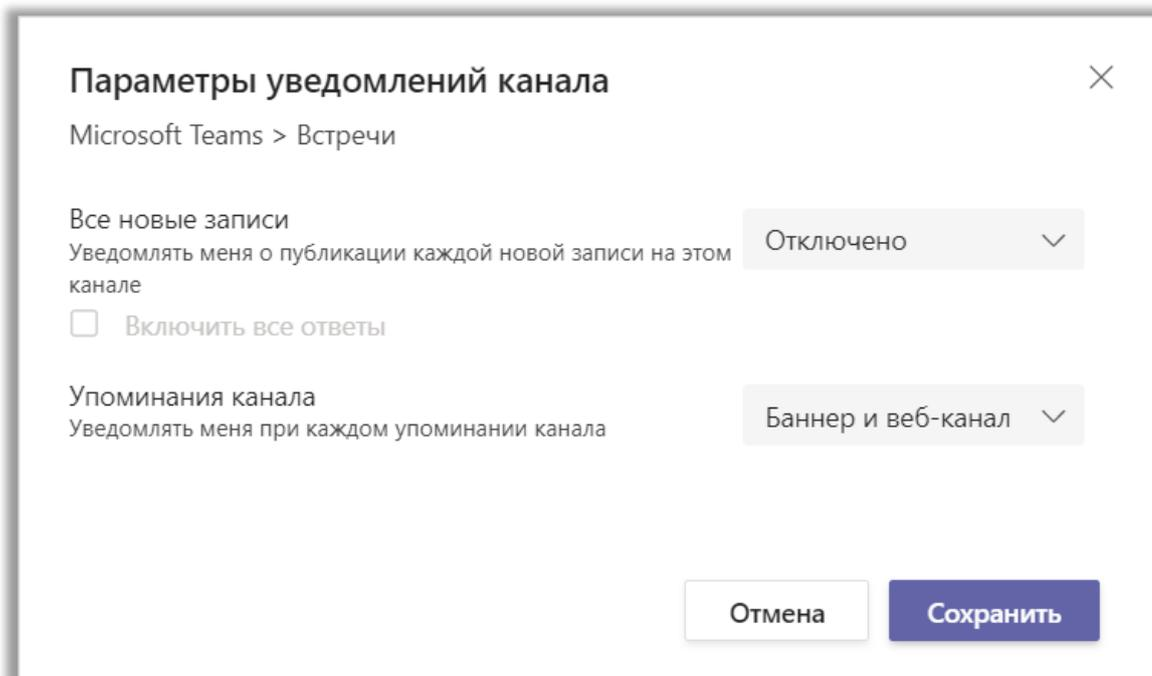 Параметры уведомлений канала
Microsoft Teams > Встречи
Все новые записи
Уведомлять меня о публикации каждой новой записи на этом
канале
Отключено
Включить все ответы
Упоминания канала
Уведомлять меня при каждом упоминании канала
Баннер и веб-канал
Отмена
Сохранить